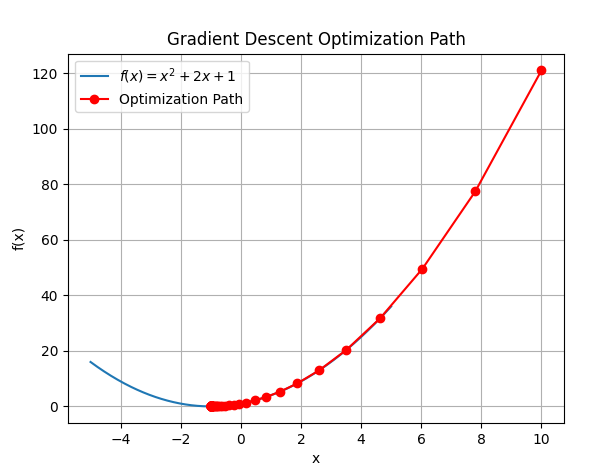 Gradient Descent Optimization Path
f(x) = x² + 2x + 1
Optimization Path
120
100
80
60
40
20
0
f(x)
−4 −2 0 2 4 6 8 10
x